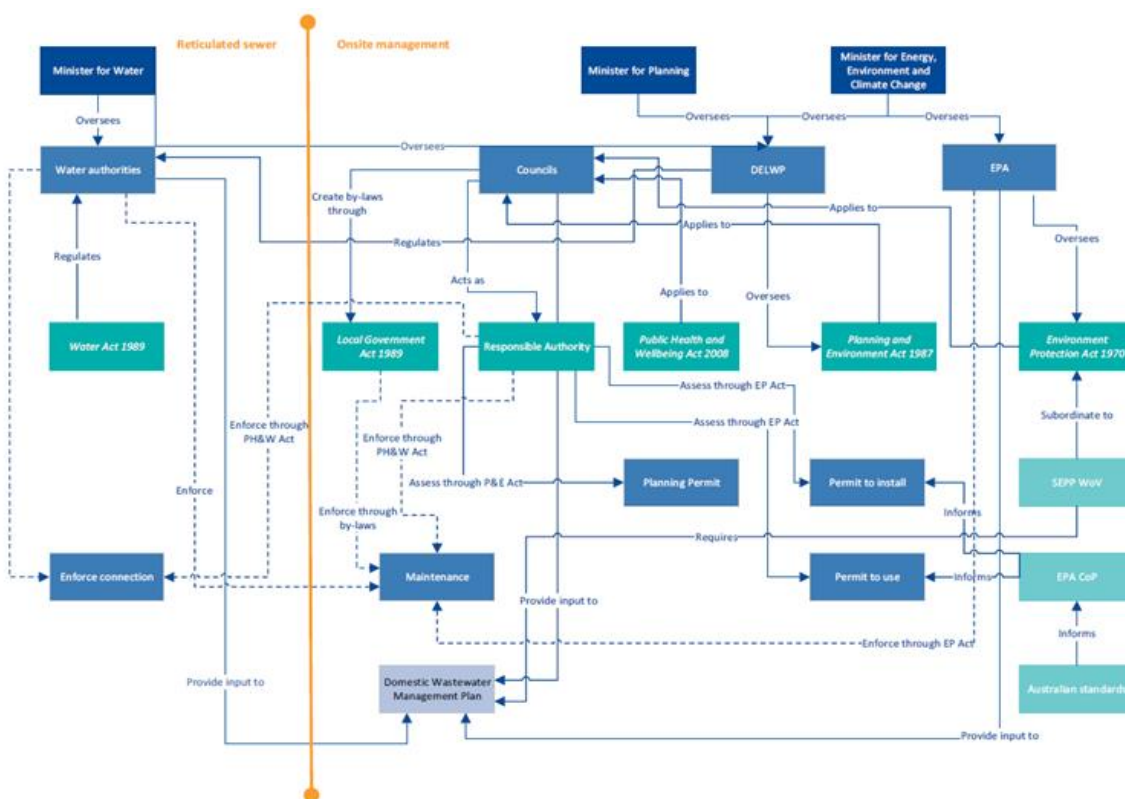 Reticulated sewer
Onsite management
Minister for Water
Minister for Planning
Minister for Energy,
Environment and
Climate Change
Oversees
Oversees
Oversees
Oversees
Oversees
Water authorities
Councils
DELWP
EPA
Create by-laws
through
Applies to
Applies to
Regulates
Oversees
Regulates
Acts as
Applies to
Oversees
Water Act 1989
Local Government
Act 1989
Responsible Authority
Public Health and
Wellbeing Act 2008
Planning and
Environment Act 1987
Environment
Protection Act 1970
Assess through EP Act
Enforce through
PH&W Act
Enforce through
PH&W Act
Assess through EP Act
Subordinate to
Enforce
Assess through P&E Act
Planning Permit
Permit to install
SEPP WoV
Enforce through
by-laws
Informs
Requires
Enforce connection
Maintenance
Permit to use
Informs
EPA CoP
Provide input to
Enforce through EP Act
Informs
Provide input to
Domestic Wastewater
Management Plan
Australian standards
Provide input to